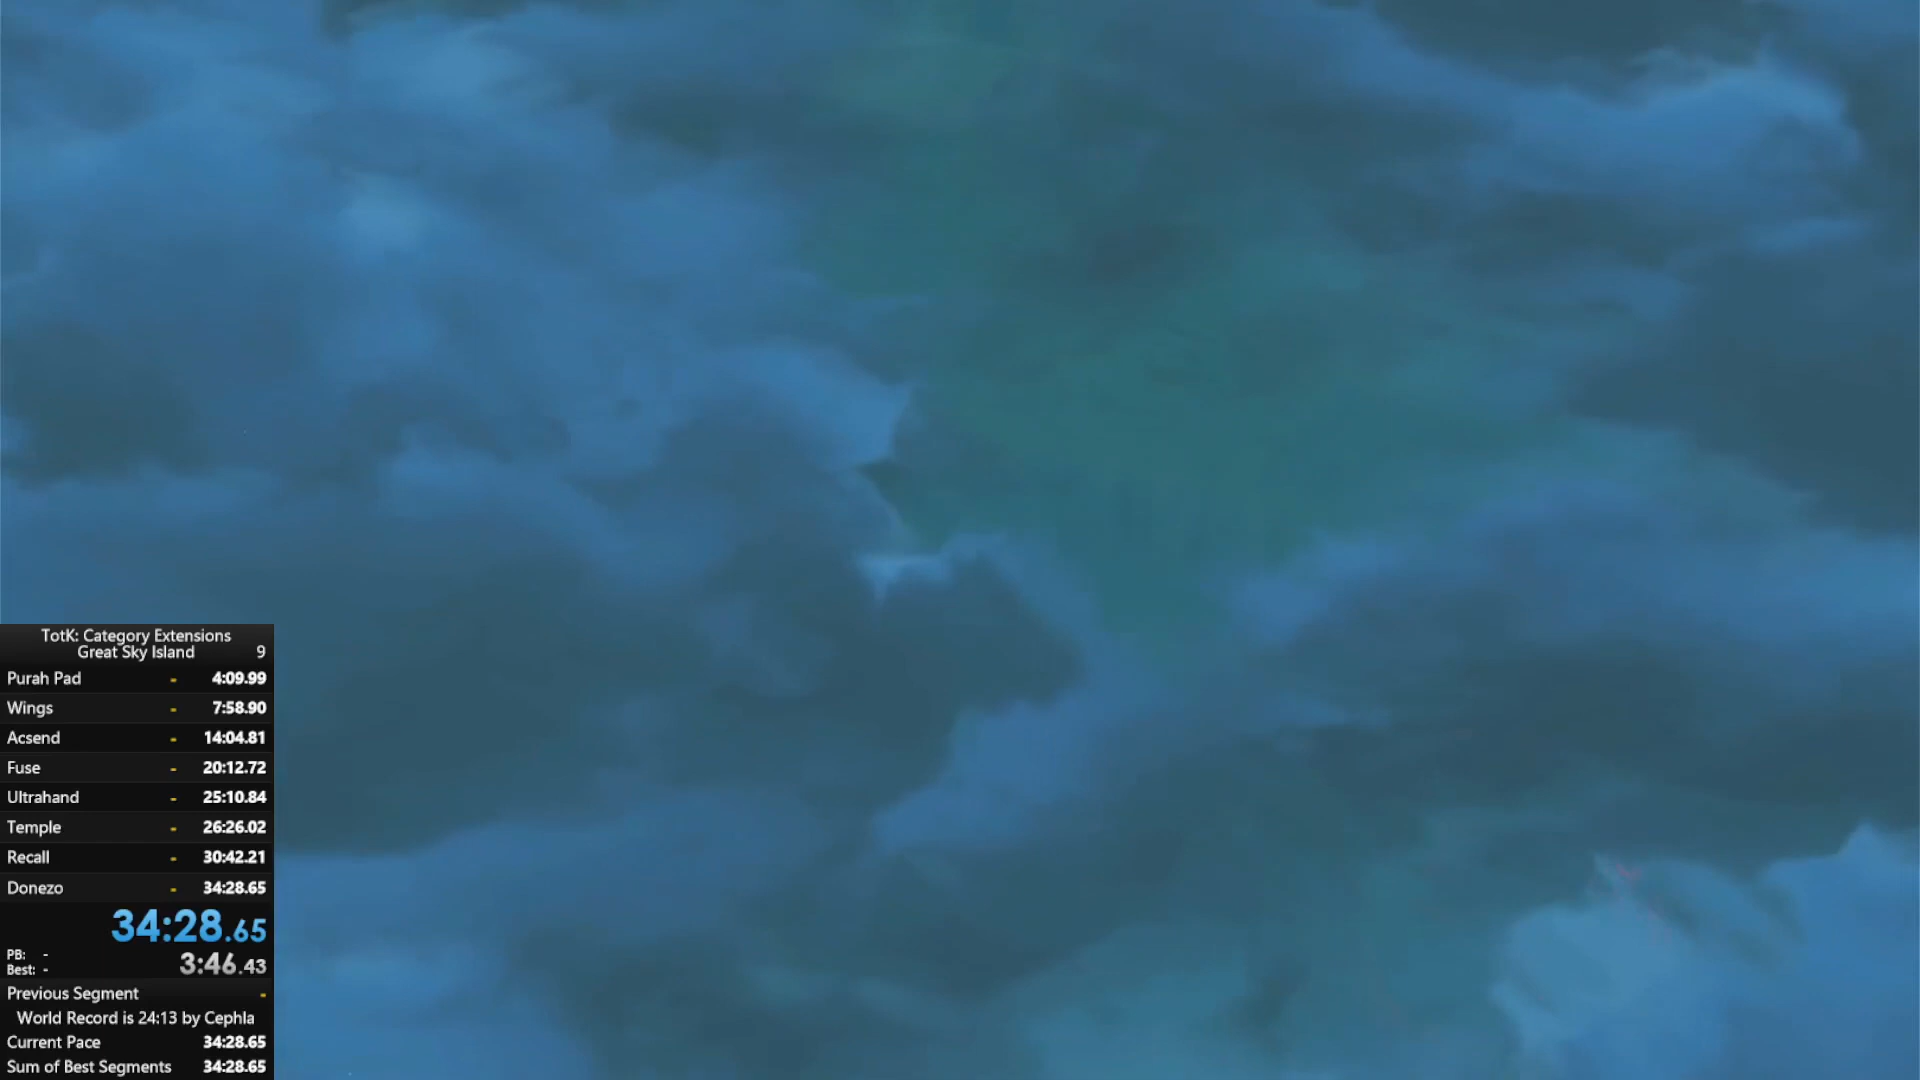 TotK: Category Extensions
Great Sky Island 9
Purah Pad - 4:09.99
Wings - 7:58.90
Acsend - 14:04.81
Fuse - 20:12.72
Ultrahand - 25:10.84
Temple - 26:26.02
Recall - 30:42.21
Donezo - 34:28.65
34:28.65
PB: -
Best: -
3:46.43
Previous Segment -
World Record is 24:13 by Cephla
Current Pace 34:28.65
Sum of Best Segments 34:28.65